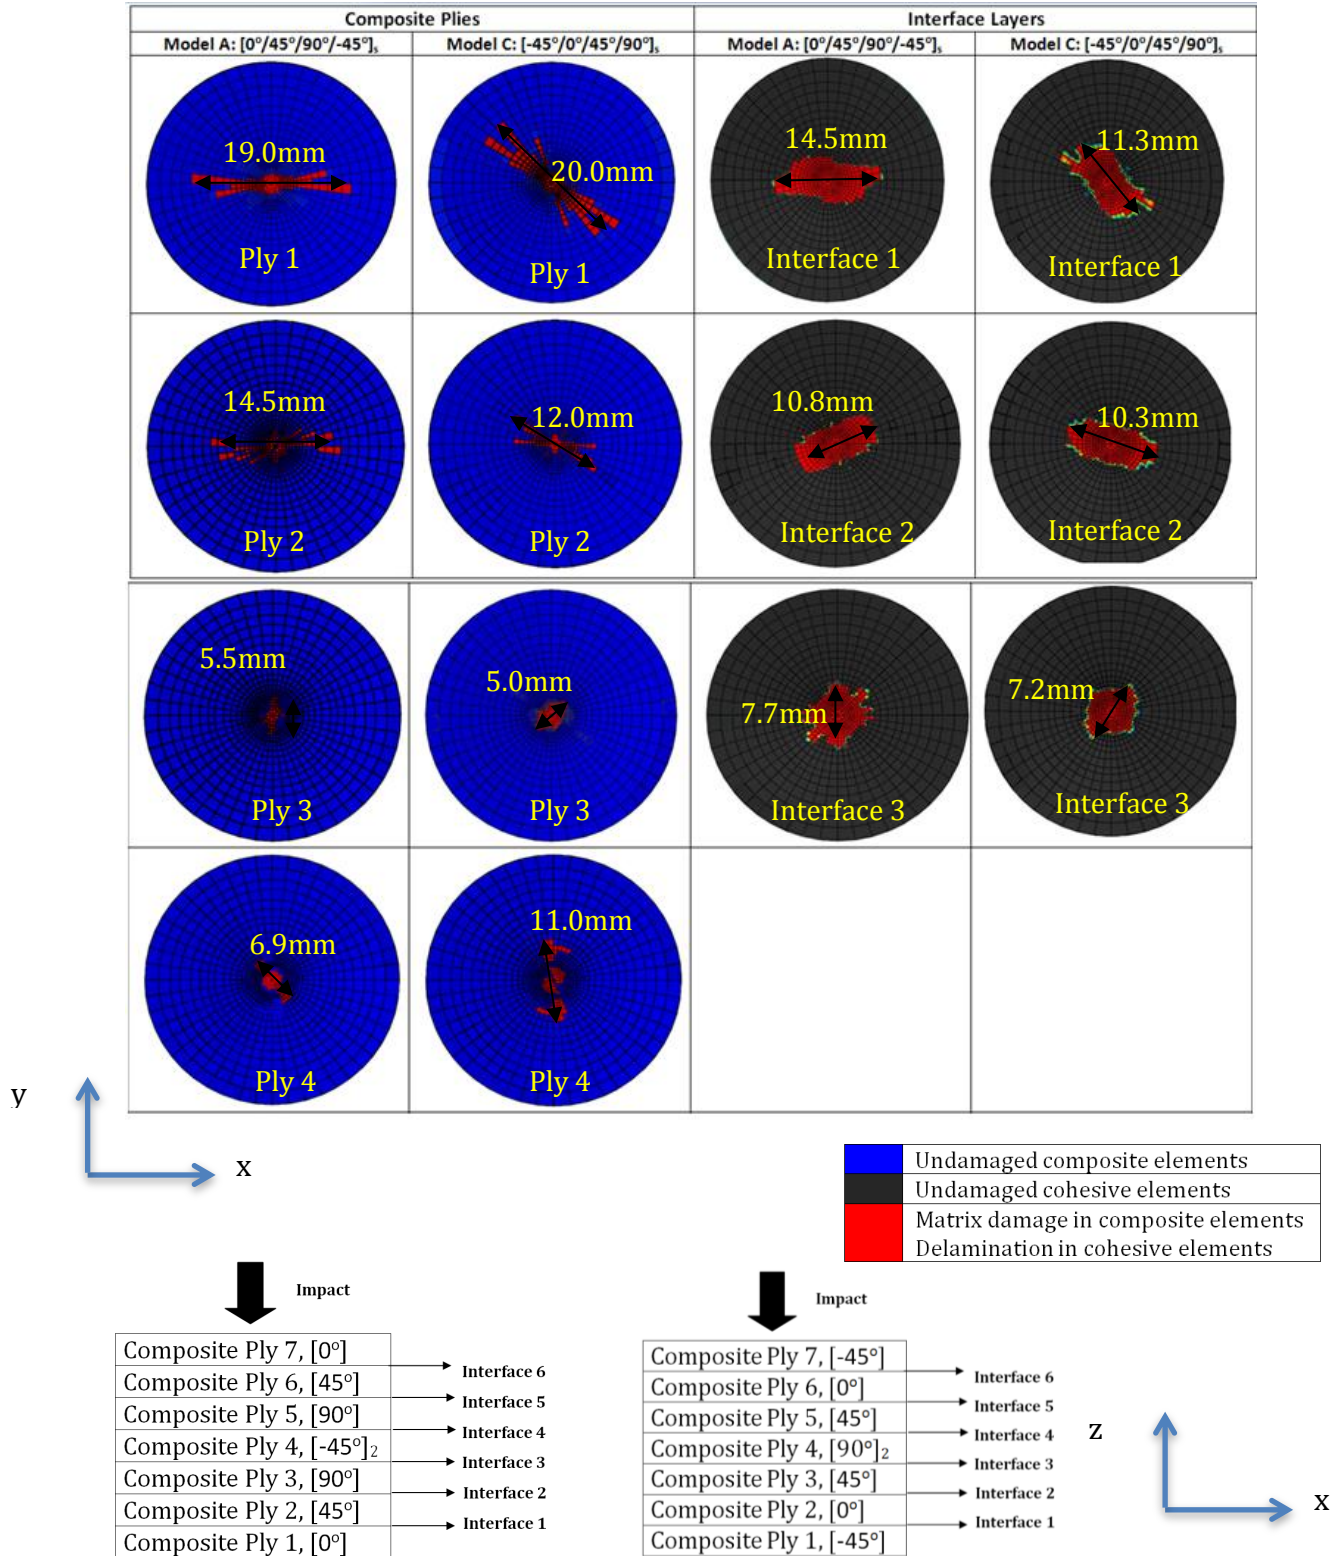 Composite Plies
Interface Layers
Model A: [0°/45°/90°/-45°]s
Model C: [-45°/0°/45°/90°]s
Model A: [0°/45°/90°/-45°]s
Model C: [-45°/0°/45°/90°]s
19.0mm
Ply 1
20.0mm
Ply 1
14.5mm
Interface 1
11.3mm
Interface 1
14.5mm
Ply 2
12.0mm
Ply 2
10.8mm
Interface 2
10.3mm
Interface 2
5.5mm
Ply 3
5.0mm
Ply 3
7.7mm
Interface 3
7.2mm
Interface 3
6.9mm
Ply 4
11.0mm
Ply 4
y
x
Undamaged composite elements
Undamaged cohesive elements
Matrix damage in composite elements
Delamination in cohesive elements
Impact
Composite Ply 7, [0°]
Composite Ply 6, [45°]
Composite Ply 5, [90°]
Composite Ply 4, [-45°]2
Composite Ply 3, [90°]
Composite Ply 2, [45°]
Composite Ply 1, [0°]
Interface 6
Interface 5
Interface 4
Interface 3
Interface 2
Interface 1
Impact
Composite Ply 7, [-45°]
Composite Ply 6, [0°]
Composite Ply 5, [45°]
Composite Ply 4, [90°]2
Composite Ply 3, [45°]
Composite Ply 2, [0°]
Composite Ply 1, [-45°]
Interface 6
Interface 5
Interface 4
Interface 3
Interface 2
Interface 1
z
x